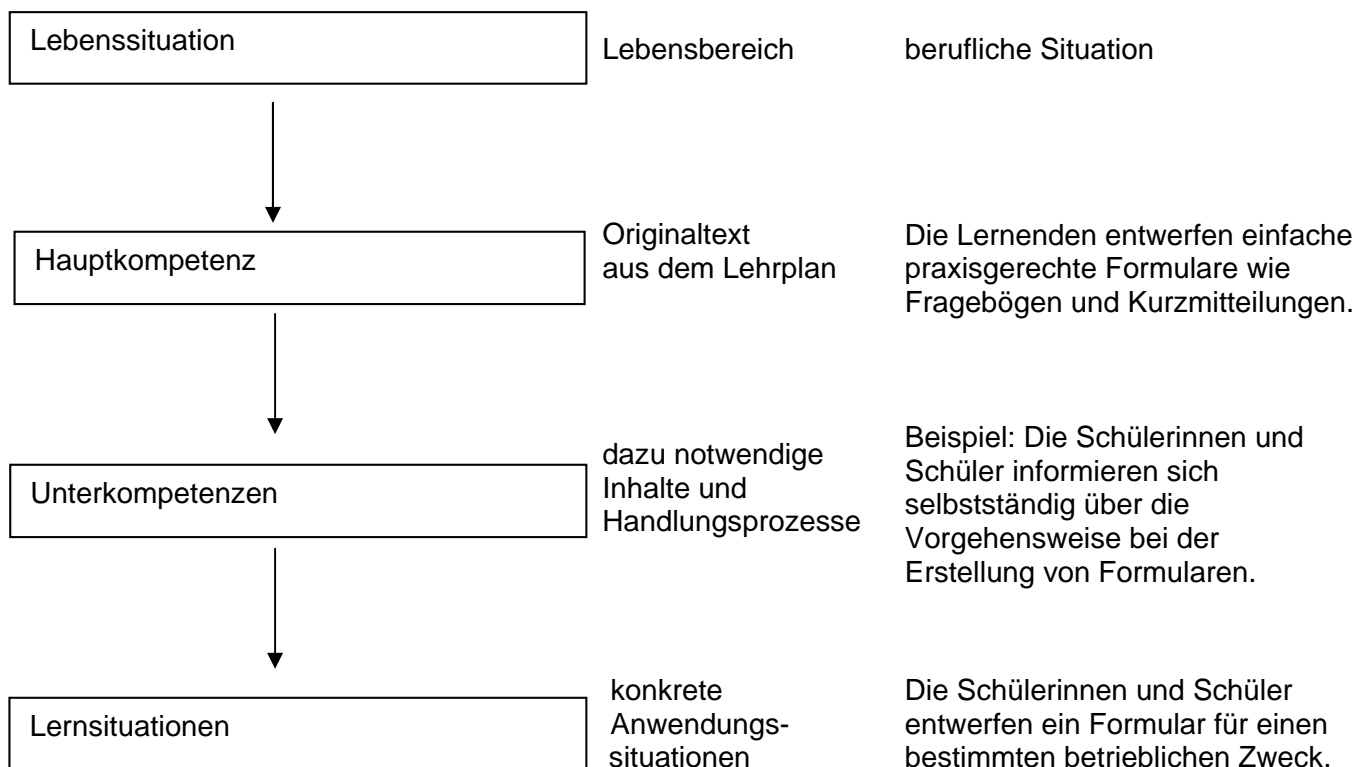 Lebenssituation
Lebensbereich
berufliche Situation
Hauptkompetenz
Originaltext
aus dem Lehrplan
Die Lernenden entwerfen einfache
praxisgerechte Formulare wie
Fragebögen und Kurzmitteilungen.
Unterkompetenzen
dazu notwendige
Inhalte und
Handlungsprozesse
Beispiel: Die Schülerinnen und
Schüler informieren sich
selbstständig über die
Vorgehensweise bei der
Erstellung von Formularen.
Lernsituationen
konkrete
Anwendungs-
situationen
Die Schülerinnen und Schüler
entwerfen ein Formular für einen
bestimmten betrieblichen Zweck.